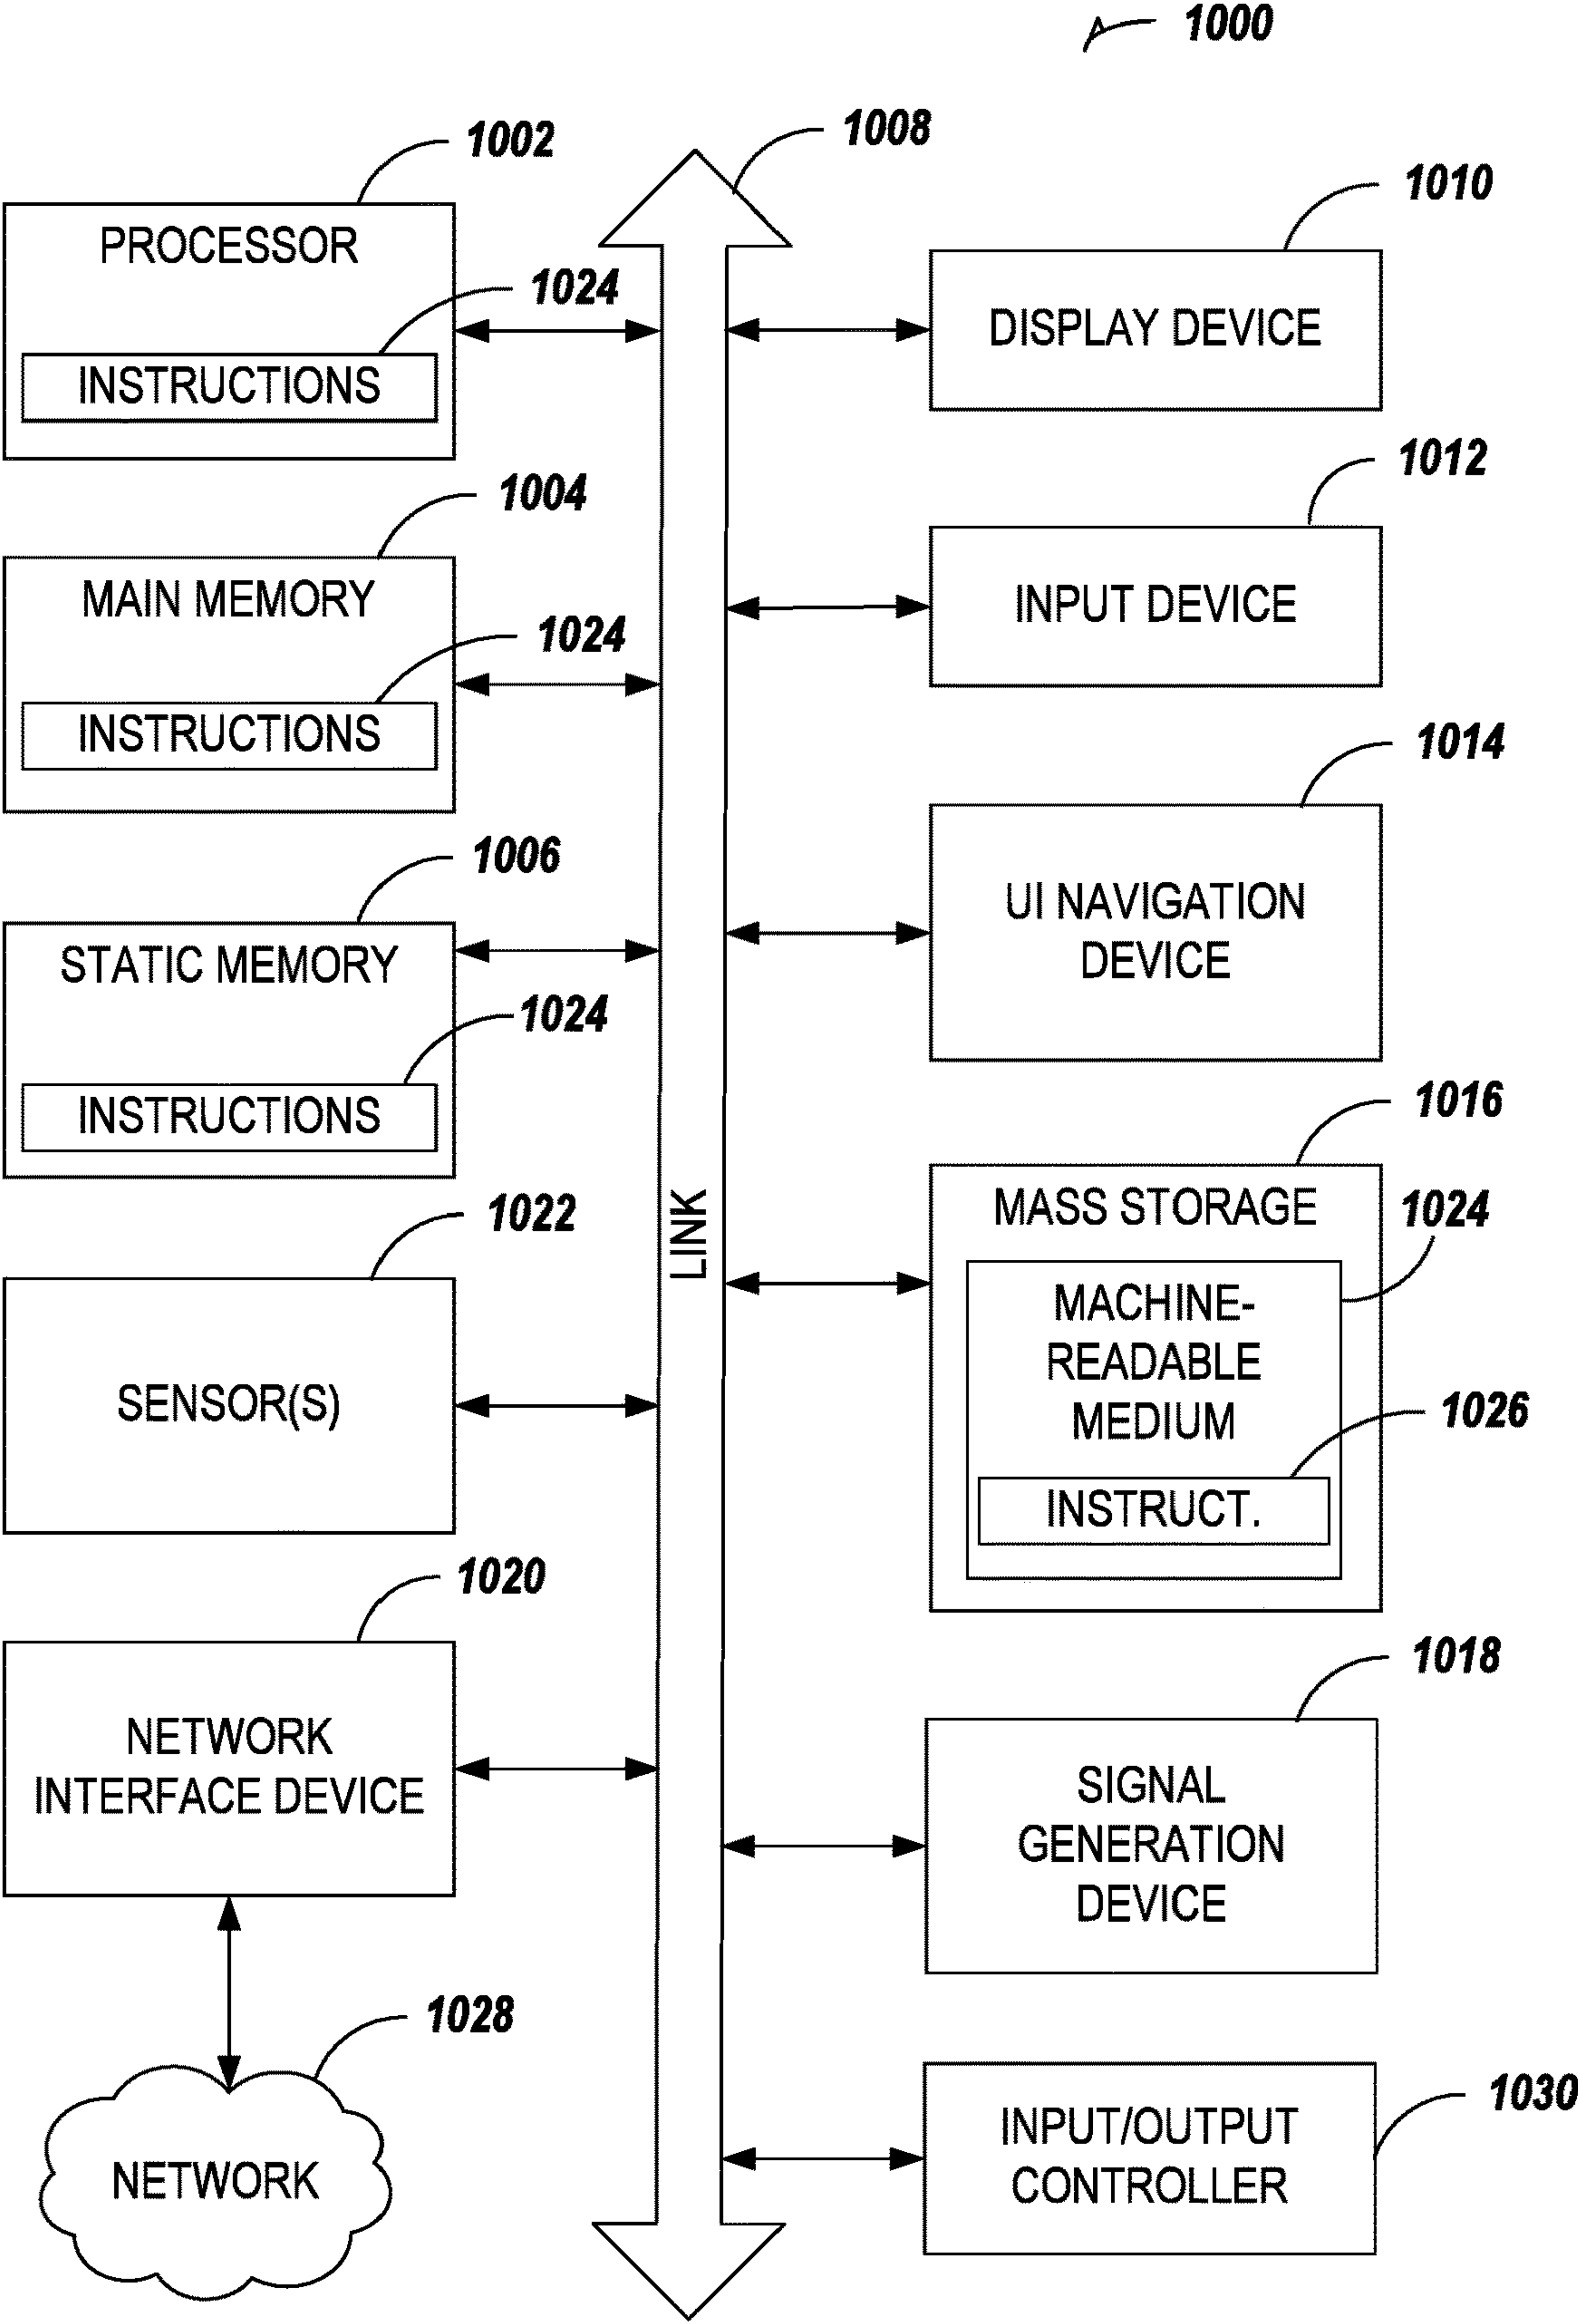 1000
1002
PROCESSOR
1024
INSTRUCTIONS
1004
MAIN MEMORY
1024
INSTRUCTIONS
1006
STATIC MEMORY
1024
INSTRUCTIONS
1022
SENSOR(S)
1020
NETWORK
INTERFACE DEVICE
1028
NETWORK
1008
LINK
1010
DISPLAY DEVICE
1012
INPUT DEVICE
1014
UI NAVIGATION
DEVICE
1016
MASS STORAGE
1024
MACHINE-
READABLE
MEDIUM
1026
INSTRUCT.
1018
SIGNAL
GENERATION
DEVICE
1030
INPUT/OUTPUT
CONTROLLER